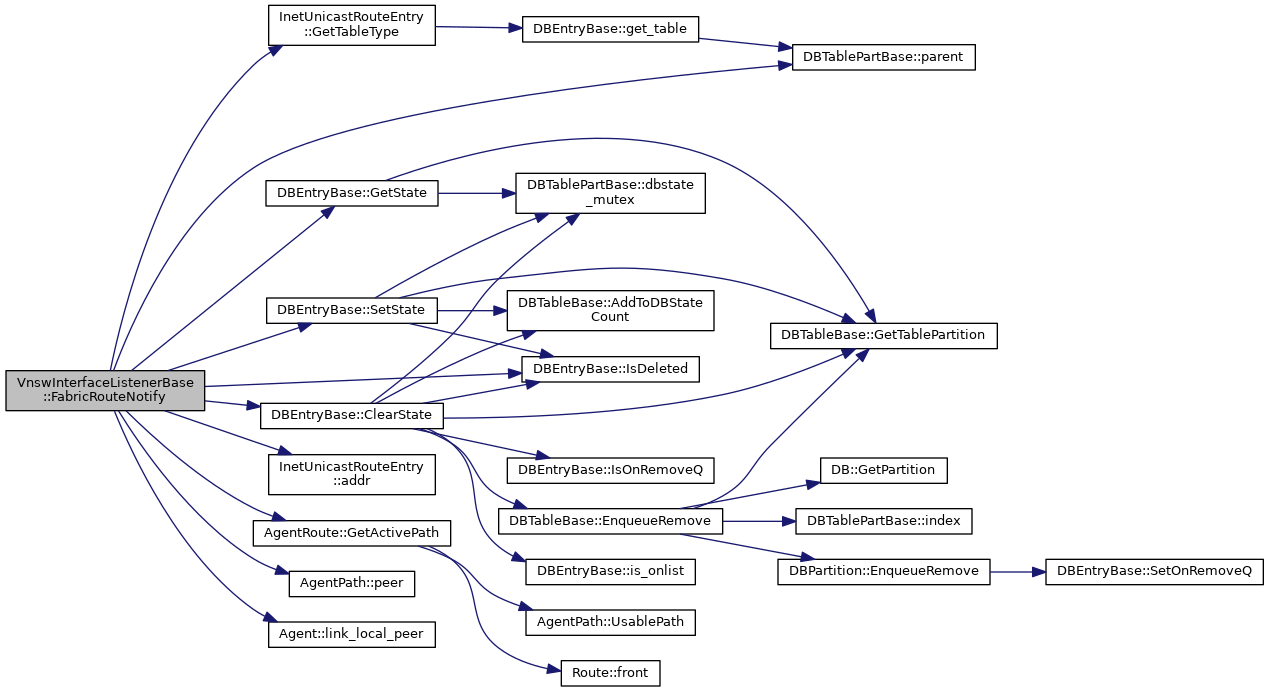 InetUnicastRouteEntry
::GetTableType
DBEntryBase::get_table
DBTablePartBase::parent
DBEntryBase::GetState
DBTablePartBase::dbstate
_mutex
DBEntryBase::SetState
DBTableBase::AddToDBState
Count
DBTableBase::GetTablePartition
DBEntryBase::IsDeleted
VnswInterfaceListenerBase
::FabricRouteNotify
DBEntryBase::ClearState
InetUnicastRouteEntry
::addr
DBEntryBase::IsOnRemoveQ
DB::GetPartition
DBTableBase::EnqueueRemove
DBTablePartBase::index
AgentRoute::GetActivePath
DBEntryBase::is_onlist
DBPartition::EnqueueRemove
DBEntryBase::SetOnRemoveQ
AgentPath::peer
AgentPath::UsablePath
Agent::link_local_peer
Route::front